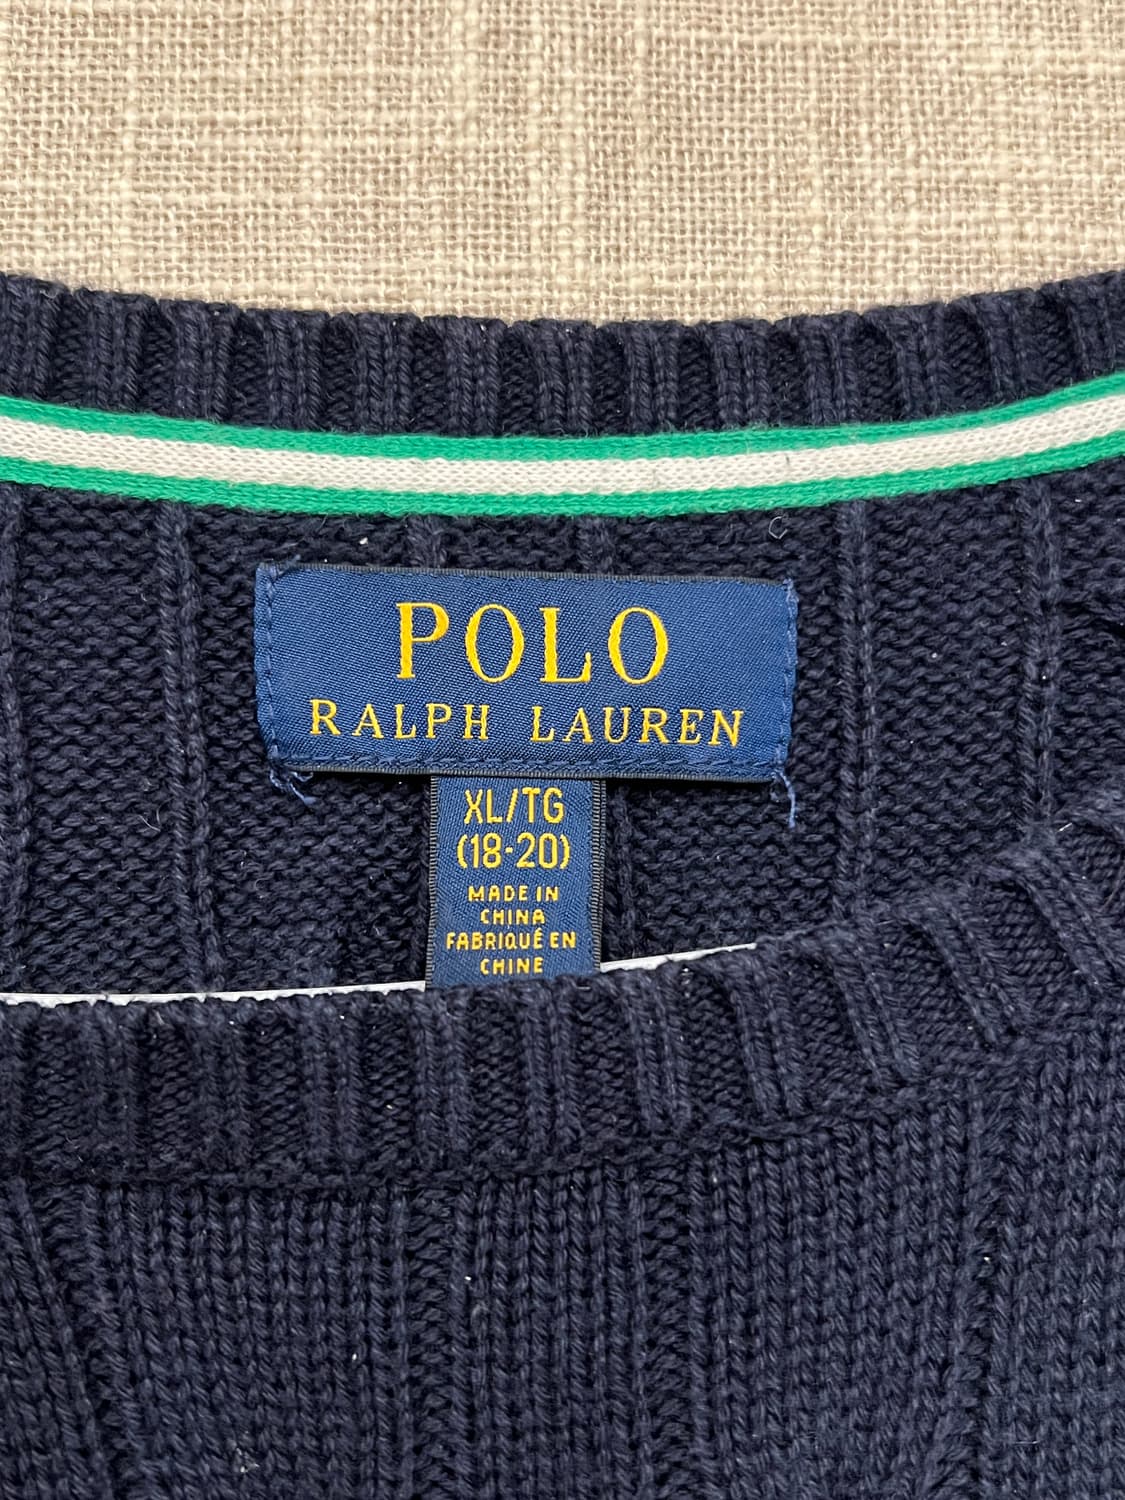 POLO
RALPH LAUREN
XL/TG
(18-20)
MADE IN
CHINA
FABRIQUÉ EN
CHINE